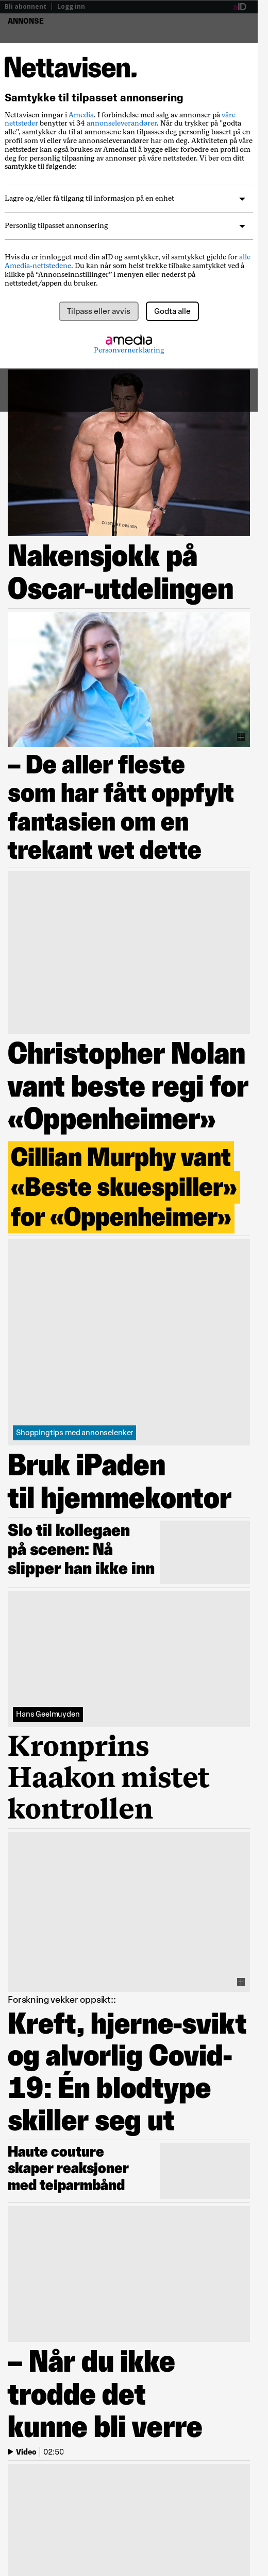 Bli abonnent | Logg inn
aID
ANNONSE
Nettavisen.
Samtykke til tilpasset annonsering
Nettavisen inngår i Amedia. I forbindelse med salg av annonser på våre
nettsteder benytter vi 34 annonseleverandører. Når du trykker på "godta
alle", samtykker du til at informasjon kan tilknyttes deg personlig basert på en
profil som vi eller våre annonseleverandører har om deg. Aktiviteten på våre
nettsteder kan også brukes av Amedia til å bygge eller forbedre en profil om
deg for personlig tilpasning av annonser på våre nettsteder. Vi ber om ditt
samtykke til følgende:
Lagre og/eller få tilgang til informasjon på en enhet
Personlig tilpasset annonsering
Hvis du er innlogget med din aID og samtykker, vil samtykket gjelde for alle
Amedia-nettstedene. Du kan når som helst trekke tilbake samtykket ved å
klikke på "Annonseinnstillinger" i menyen eller nederst på
nettstedet/appen du bruker.
Tilpass eller avvis
Godta alle
amedia
Personvernerklæring
COSTUME DESIGN
Nakensjokk på
Oscar-utdelingen
– De aller fleste
som har fått oppfylt
fantasien om en
trekant vet dette
Christopher Nolan
vant beste regi for
«Oppenheimer»
Cillian Murphy vant
«Beste skuespiller»
for «Oppenheimer»
Shoppingtips med annonselenker
Bruk iPaden
til hjemmekontor
Slo til kollegaen
på scenen: Nå
slipper han ikke inn
Hans Geelmuyden
Kronprins
Haakon mistet
kontrollen
Forskning vekker oppsikt::
Kreft, hjerne-svikt
og alvorlig Covid-
19: Én blodtype
skiller seg ut
Haute couture
skaper reaksjoner
med teiparmbånd
– Når du ikke
trodde det
kunne bli verre
Video | 02:50